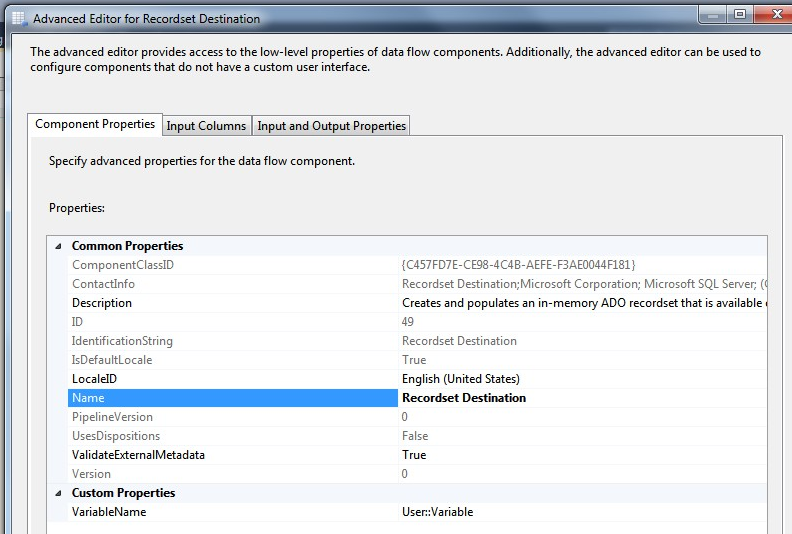 Advanced Editor for Recordset Destination
The advanced editor provides access to the low-level properties of data flow components. Additionally, the advanced editor can be used to
configure components that do not have a custom user interface.
Component Properties Input Columns Input and Output Properties
Specify advanced properties for the data flow component.
Properties:
Common Properties
ComponentClassID {C457FD7E-CE98-4C4B-AEFE-F3AE0044F181}
ContactInfo Recordset Destination;Microsoft Corporation; Microsoft SQL Server; (C
Description Creates and populates an in-memory ADO recordset that is available
ID 49
IdentificationString Recordset Destination
IsDefaultLocale True
LocaleID English (United States)
Name Recordset Destination
PipelineVersion 0
UsesDispositions False
ValidateExternalMetadata True
Version 0
Custom Properties
VariableName User::Variable